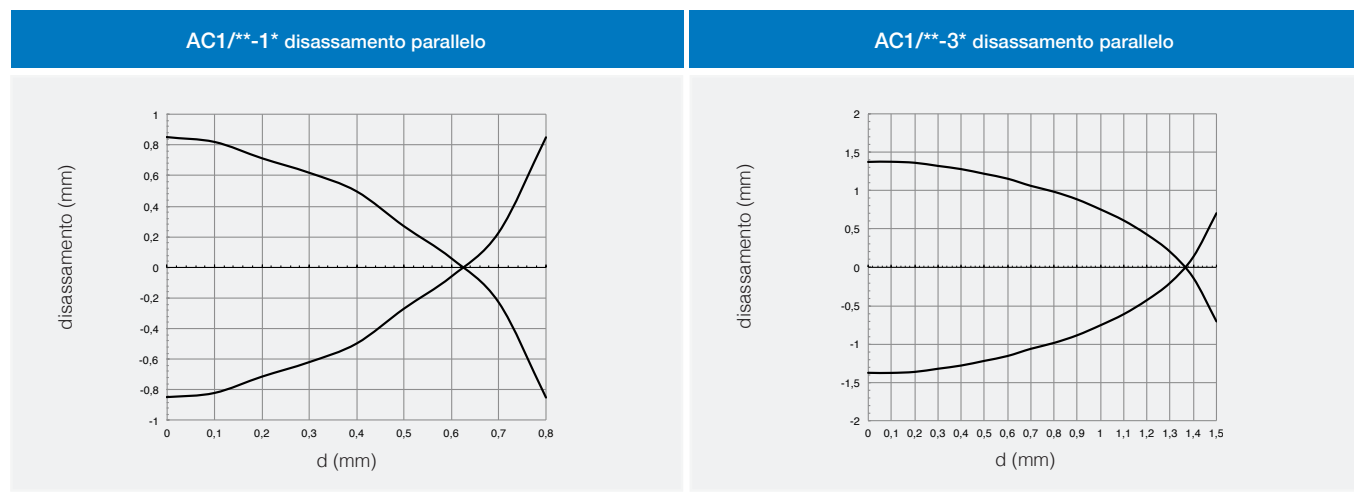 AC1/**-1* disassamento parallelo
disassamento (mm)
1
0,8
0,6
0,4
0,2
0
-0,2
-0,4
-0,6
-0,8
-1
0 0,1 0,2 0,3 0,4 0,5 0,6 0,7 0,8
d (mm)
AC1/**-3* disassamento parallelo
disassamento (mm)
2
1,5
1
0,5
0
-0,5
-1
-1,5
-2
0 0,1 0,2 0,3 0,4 0,5 0,6 0,7 0,8 0,9 1 1,1 1,2 1,3 1,4 1,5
d (mm)